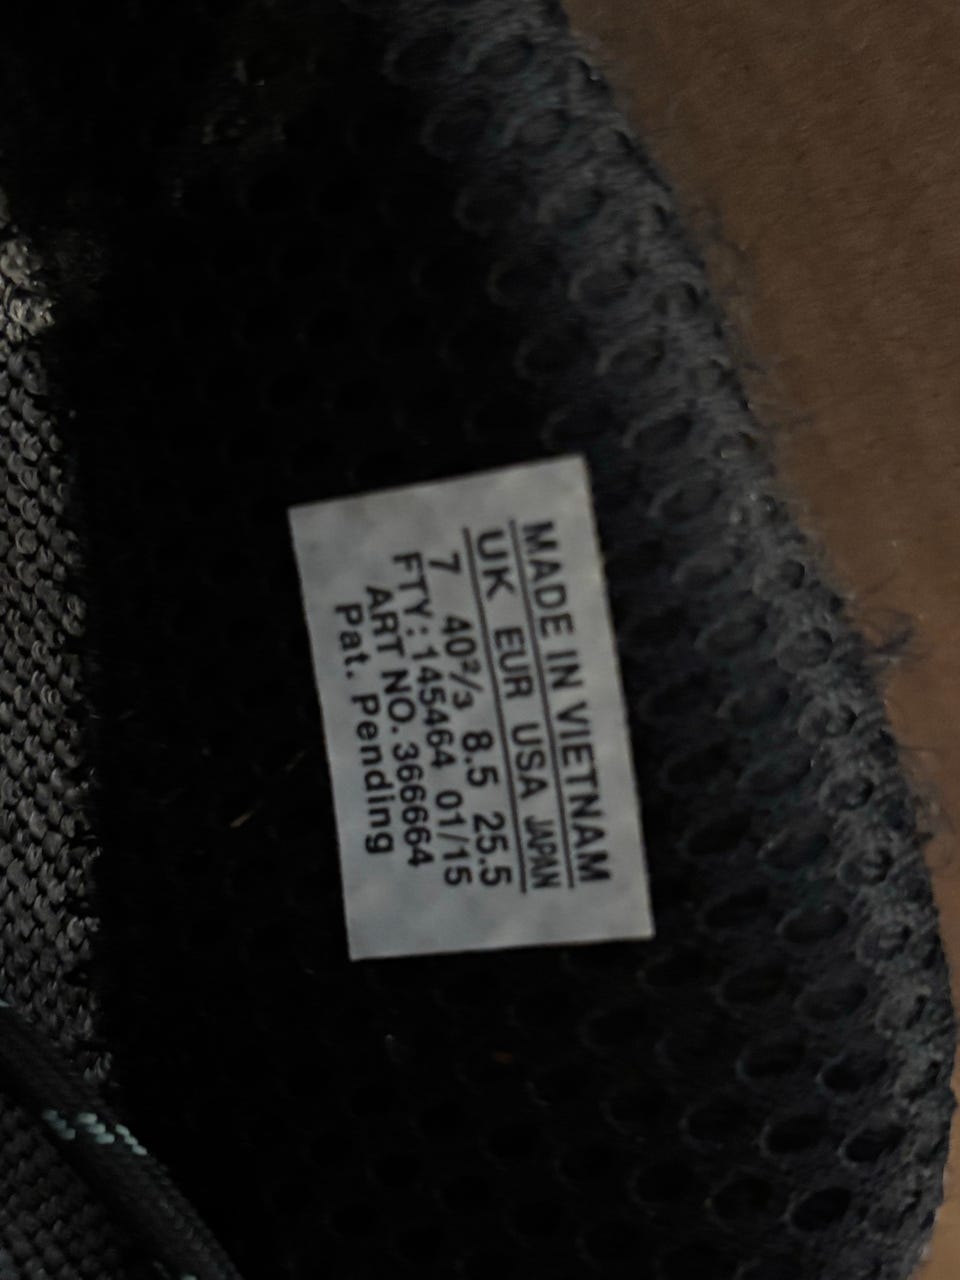 MADE IN VIETNAM
UK EUR USA JAPAN
7 40²/₃ 8.5 25.5
FTY:145464 01/15
ART NO. 366664
Pat. Pending